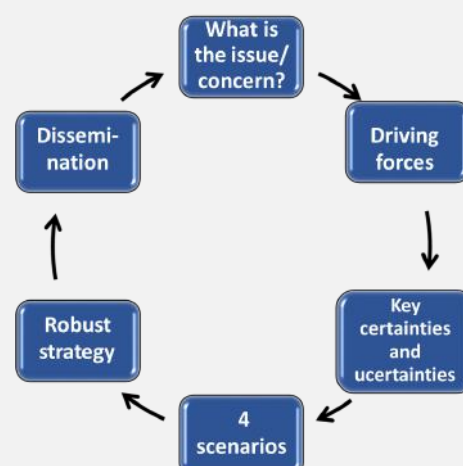 What is
the issue/
concern?
Driving
forces
Key
certainties
and
ucertainties
4
scenarios
Robust
strategy
Dissemi-
nation